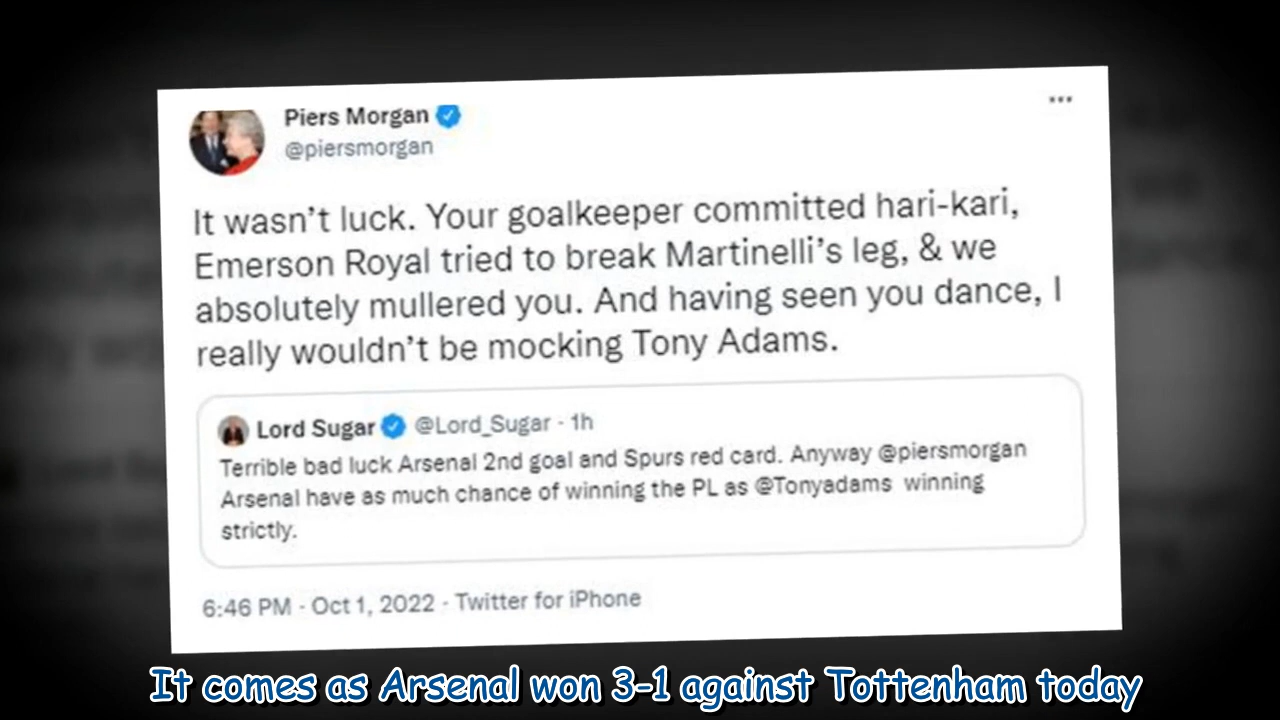 Piers Morgan
@piersmorgan
It wasn't luck. Your goalkeeper committed hari-kari,
Emerson Royal tried to break Martinelli's leg, & we
absolutely mullered you. And having seen you dance, I
really wouldn't be mocking Tony Adams.
Lord Sugar @Lord_Sugar · 1h
Terrible bad luck Arsenal 2nd goal and Spurs red card. Anyway @piersmorgan
Arsenal have as much chance of winning the PL as @Tonyadams winning
strictly.
6:46 PM · Oct 1, 2022 · Twitter for iPhone
It comes as Arsenal won 3-1 against Tottenham today